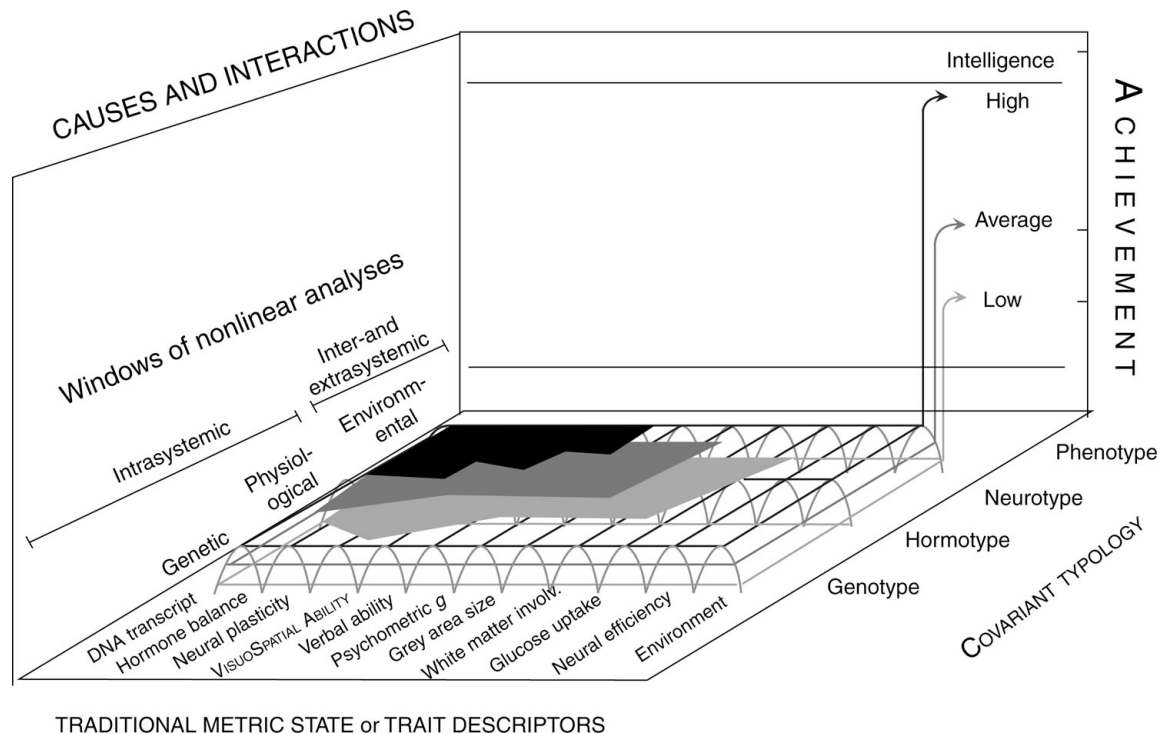 CAUSES AND INTERACTIONS
Intelligence
High
Average
Low
ACHIEVEMENT
Windows of nonlinear analyses
Inter-and
extrasystemic
Intrasystemic
Environm-
ental
Physiol-
ogical
Genetic
Phenotype
Neurotype
Hormotype
Genotype
COVARIANT TYPOLOGY
DNA transcript
Hormone balance
Neural plasticity
VISUOSPATIAL ABILITY
Verbal ability
Psychometric g
Grey area size
White matter involv.
Glucose uptake
Neural efficiency
Environment
TRADITIONAL METRIC STATE or TRAIT DESCRIPTORS